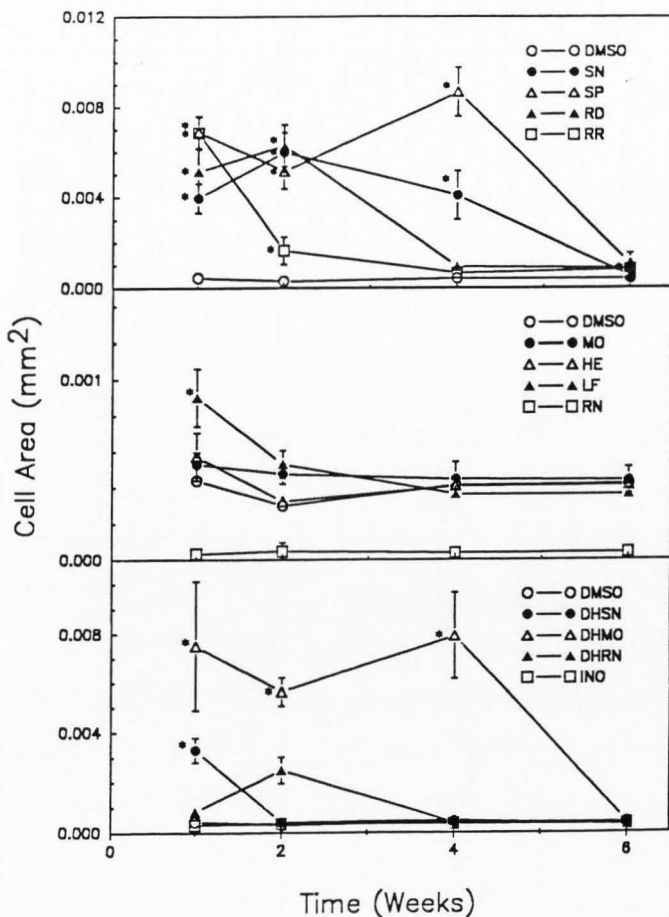 0.012
0.008
0.004
0.000
DMSO
SN
SP
RD
RR
* * * * * * * * * *
Cell Area (mm2)
0.001
0.000
DMSO
MO
HE
LF
RN
*
0.008
0.004
0.000
DMSO
DHSN
DHMO
DHRN
INO
* * * *
0 2 4 6
Time (Weeks)